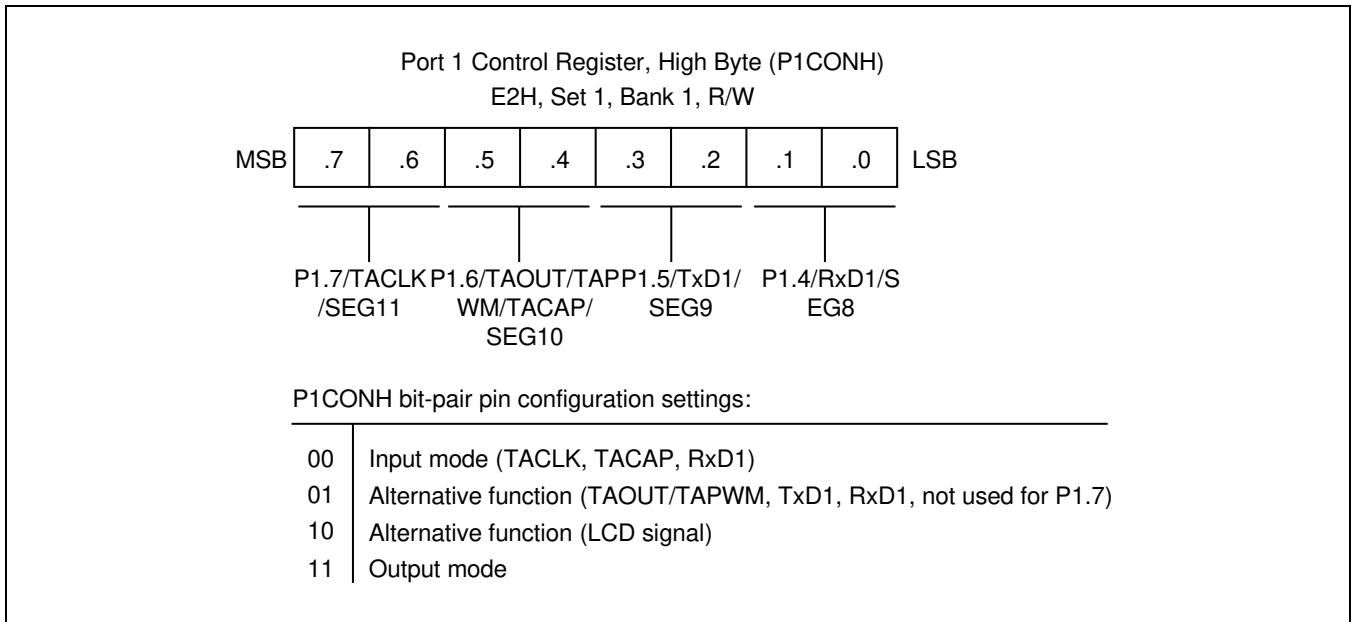 Port 1 Control Register, High Byte (P1CONH)
E2H, Set 1, Bank 1, R/W
MSB .7 .6 .5 .4 .3 .2 .1 .0 LSB
P1.7/TACLK P1.6/TAOUT/TAP P1.5/TxD1/ P1.4/RxD1/S
/SEG11 WM/TACAP/ SEG9 EG8
SEG10
P1CONH bit-pair pin configuration settings:
00 Input mode (TACLK, TACAP, RxD1)
01 Alternative function (TAOUT/TAPWM, TxD1, RxD1, not used for P1.7)
10 Alternative function (LCD signal)
11 Output mode